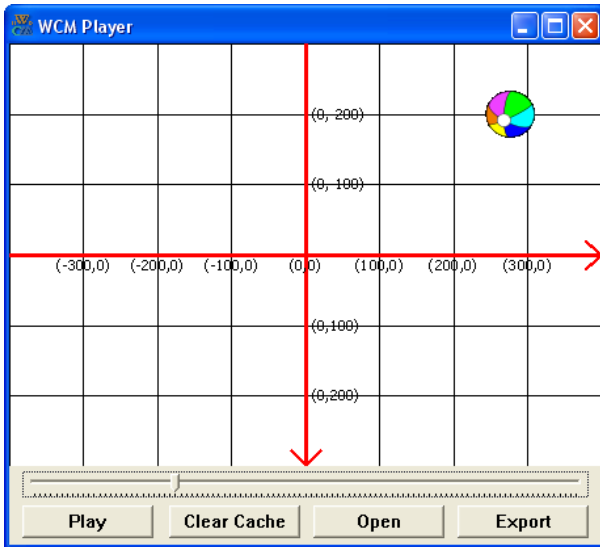 WCM Player
(0, 200)
(0, 100)
(-300,0) (-200,0) (-100,0) (0,0) (100,0) (200,0) (300,0)
(0,100)
(0,200)
Play Clear Cache Open Export